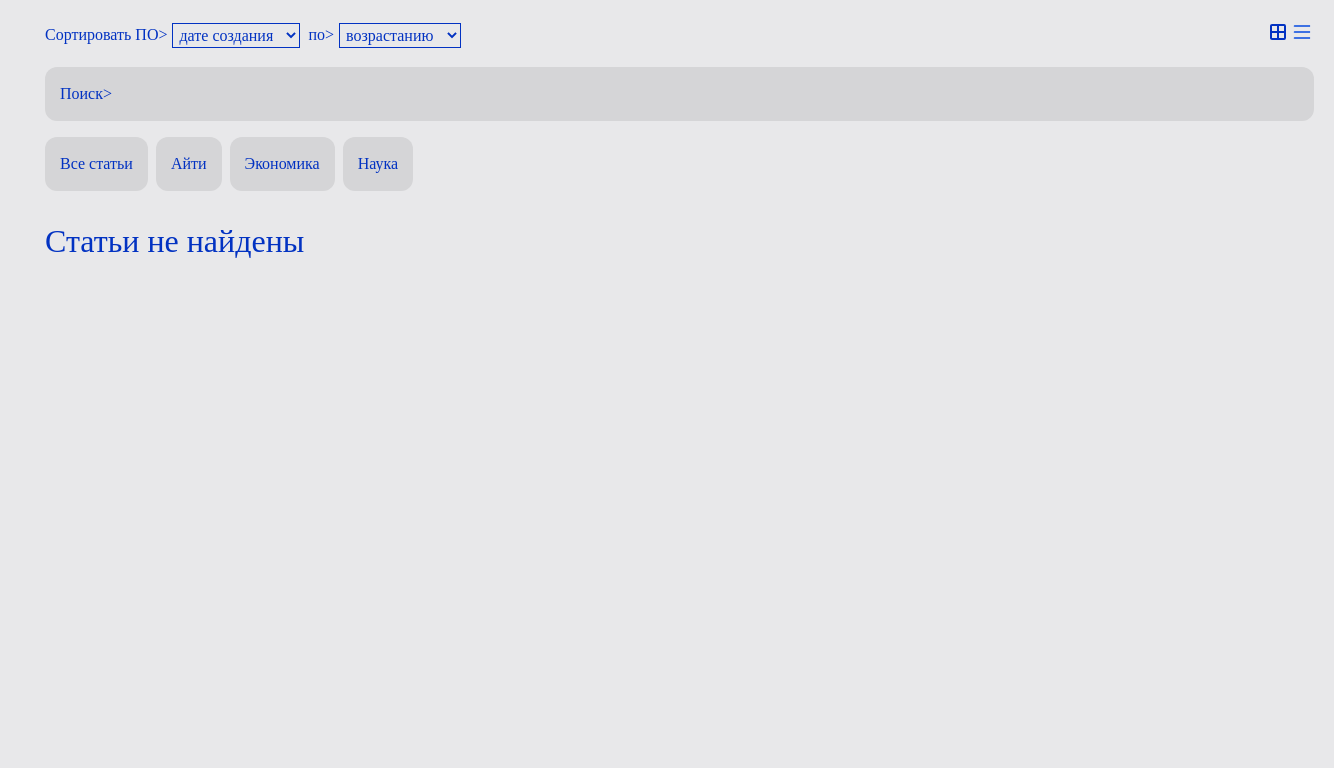 Сортировать ПО> дате создания по> возрастанию
Поиск>
Все статьи Айти Экономика Наука
Статьи не найдены